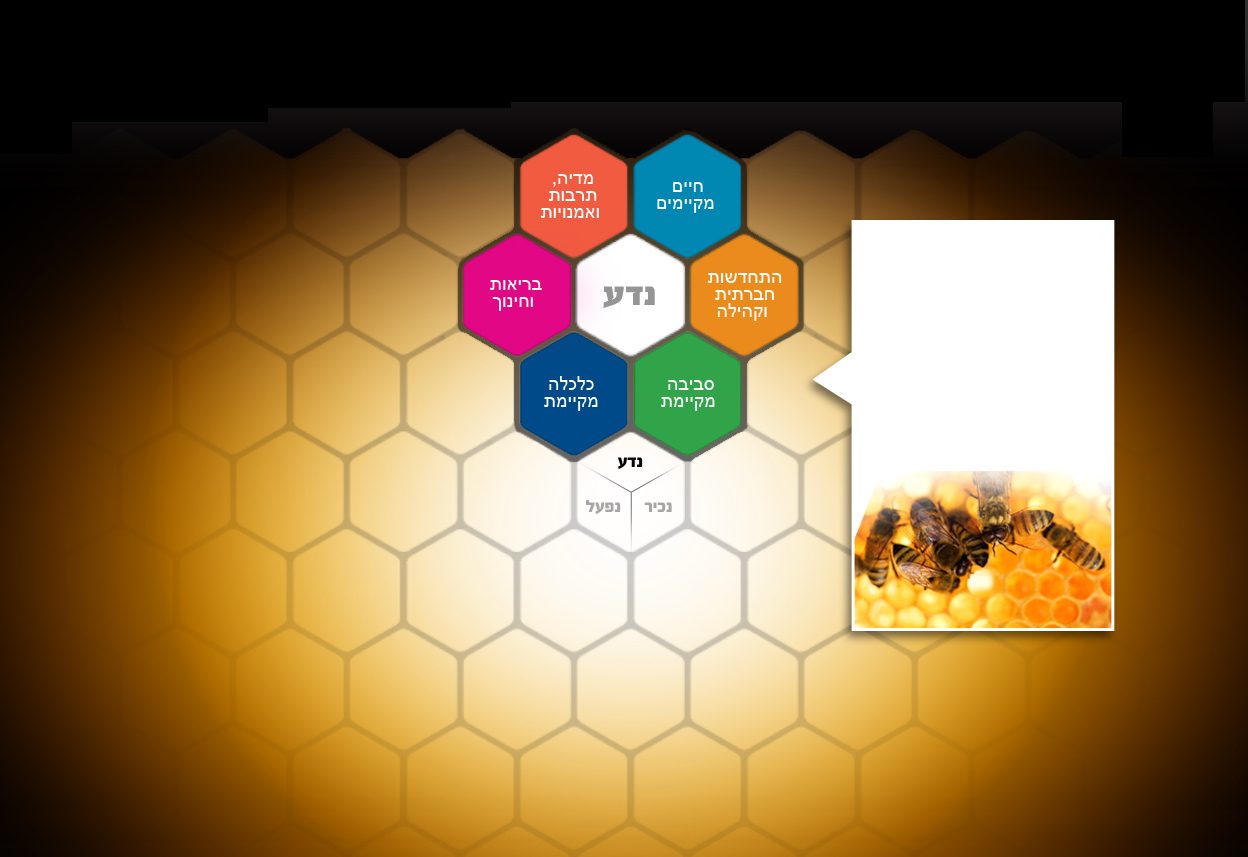 חיים
מקיימים
מדיה,
תרבות
ואמנויות
התחדשות
חברתית
וקהילה
נדע
בריאות
וחינוך
סביבה
מקיימת
כלכלה
מקיימת
נדע
נכיר
נפעל